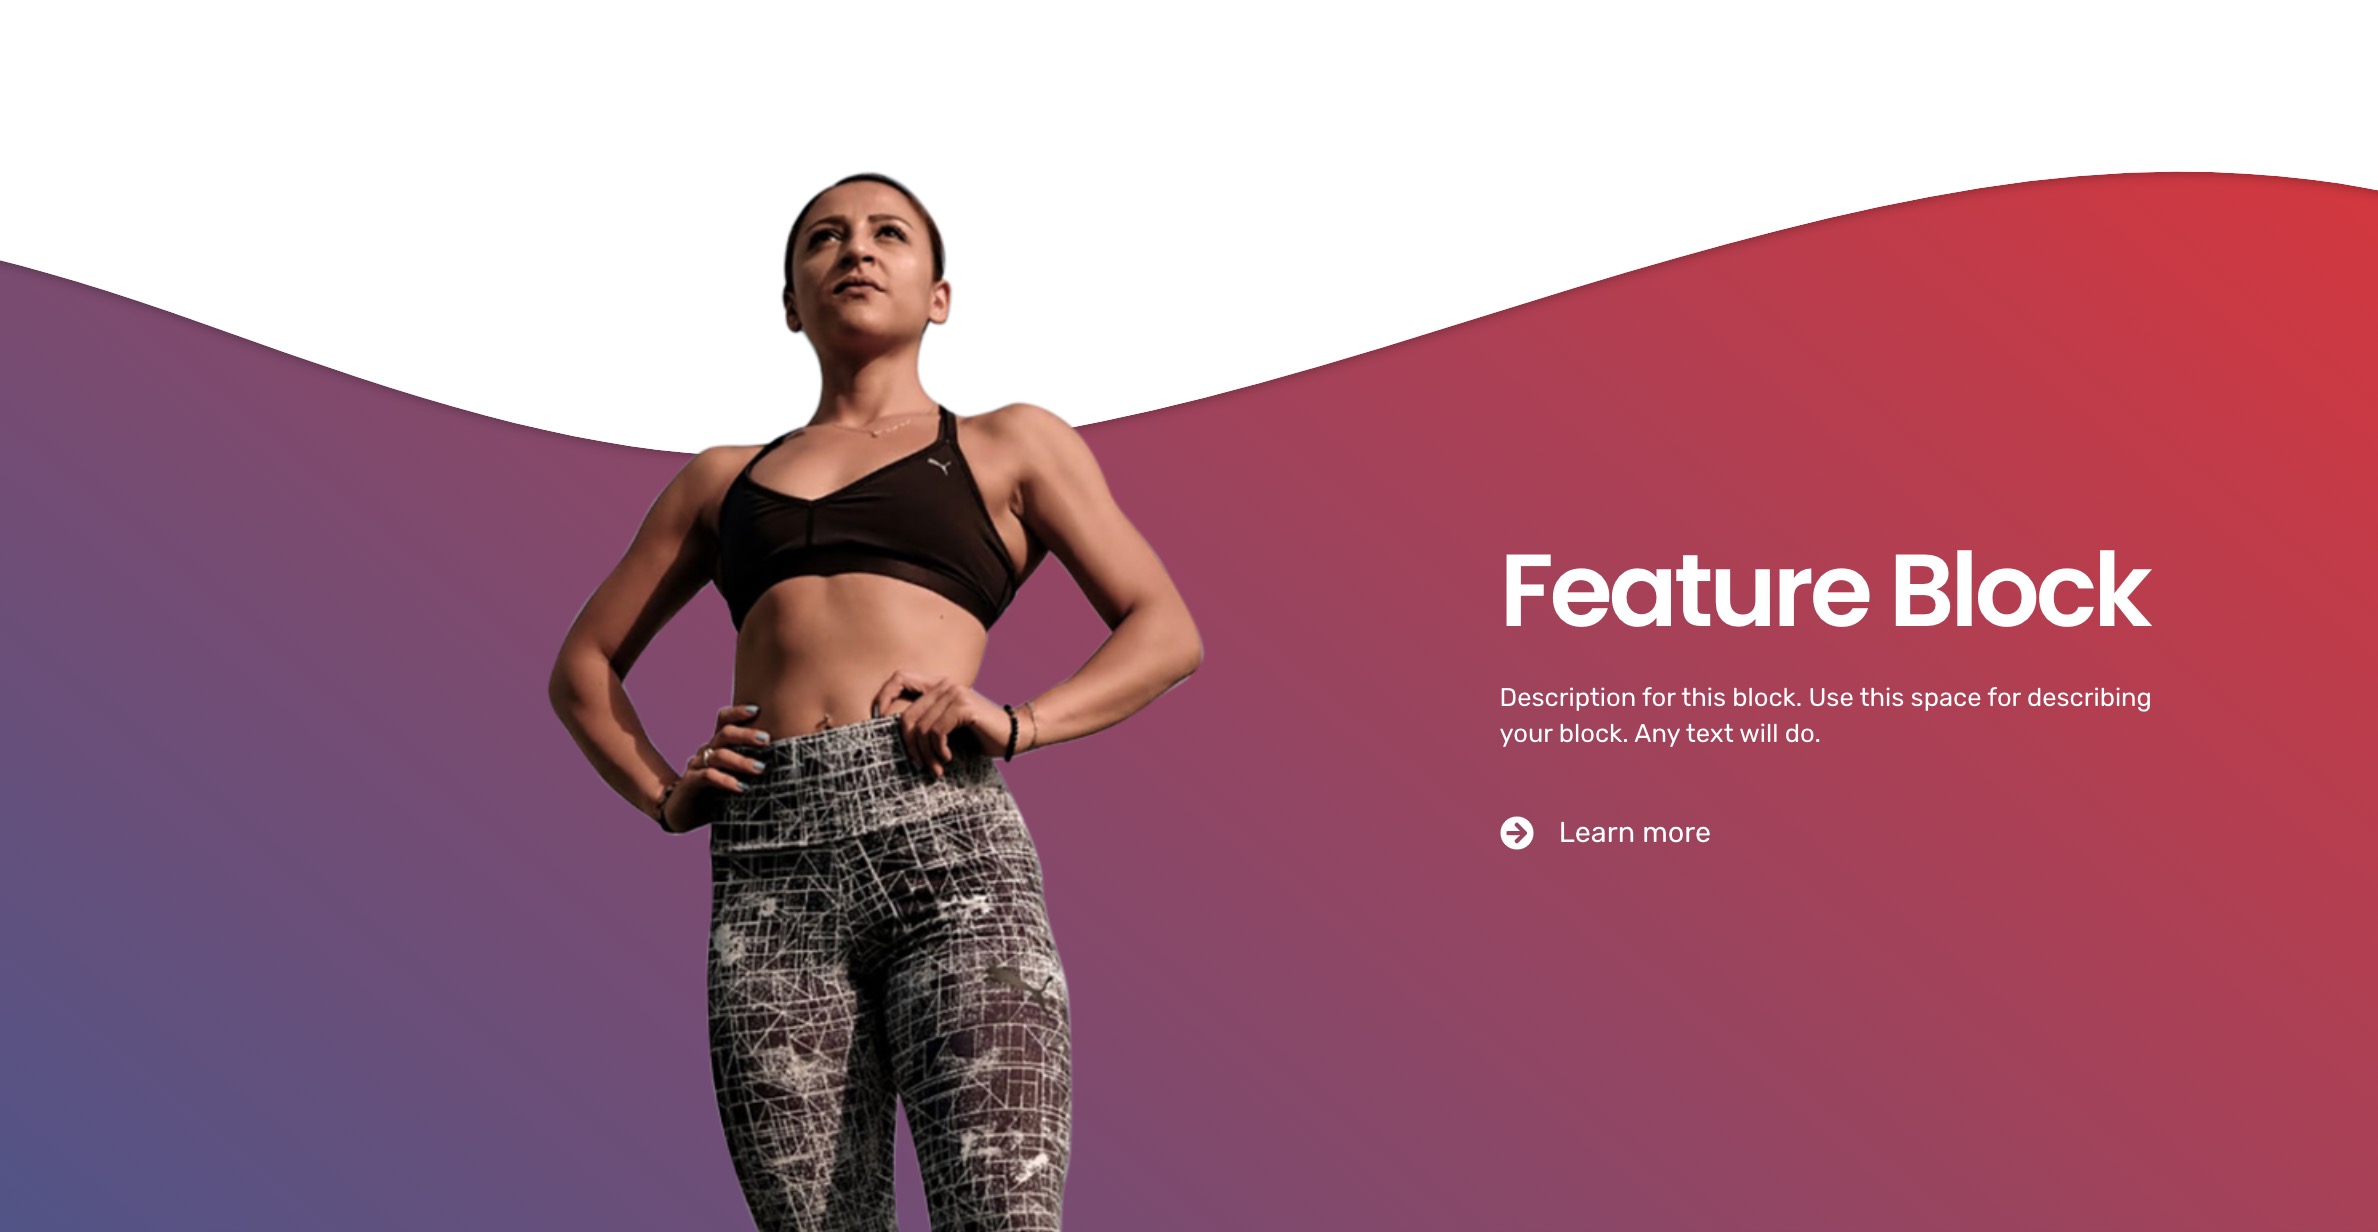 Feature Block
Description for this block. Use this space for describing
your block. Any text will do.
Learn more